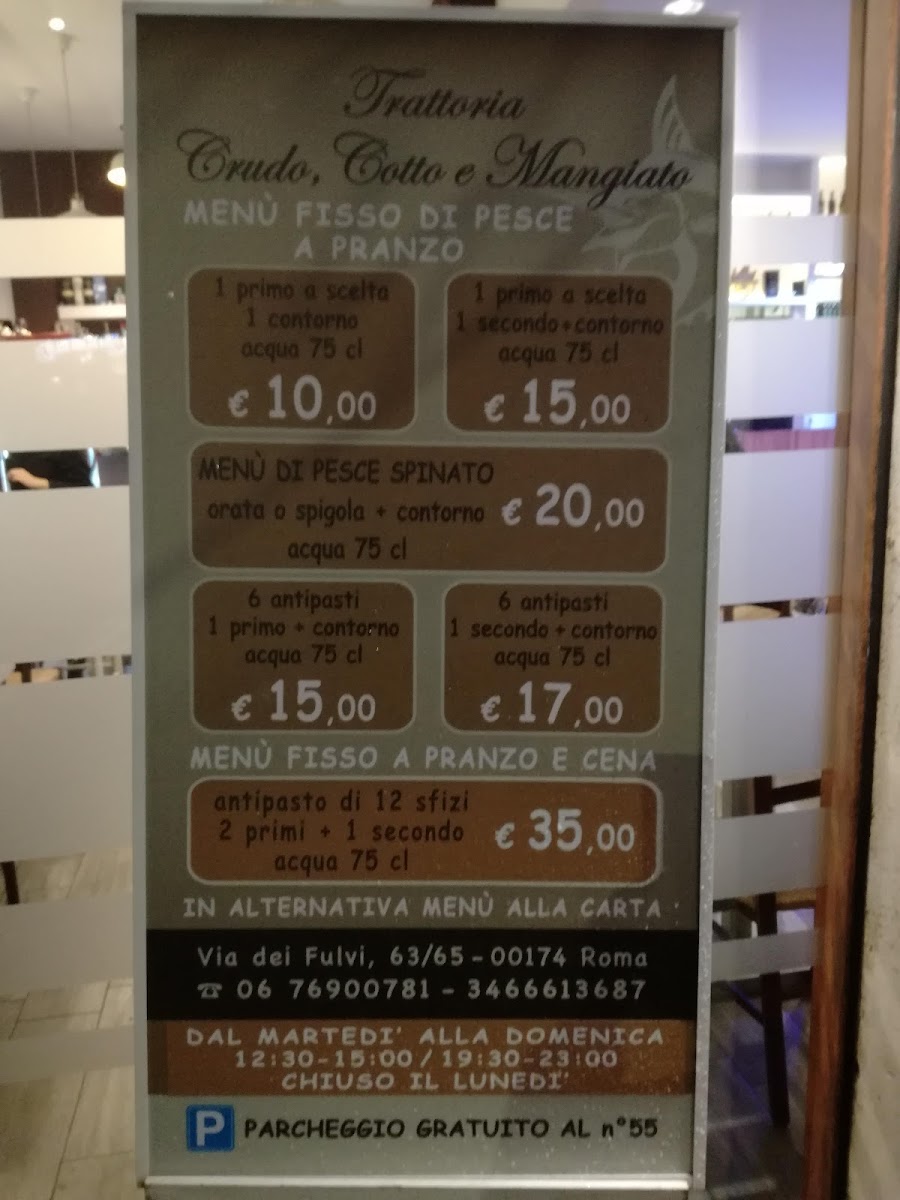 Trattoria
Crudo, Cotto e Mangiato
MENÙ FISSO DI PESCE
A PRANZO
1 primo a scelta
1 contorno
acqua 75 cl
€ 10,00
1 primo a scelta
1 secondo+contorno
acqua 75 cl
€ 15,00
MENÙ DI PESCE SPINATO
orata o spigola + contorno € 20,00
acqua 75 cl
6 antipasti
1 primo + contorno
acqua 75 cl
€ 15,00
6 antipasti
1 secondo + contorno
acqua 75 cl
€ 17,00
MENÙ FISSO A PRANZO E CENA
antipasto di 12 sfizi
2 primi + 1 secondo € 35,00
acqua 75 cl
IN ALTERNATIVA MENÙ ALLA CARTA
Via dei Fulvi, 63/65 - 00174 Roma
☎ 06 76900781 - 3466613687
DAL MARTEDI' ALLA DOMENICA
12:30-15:00 / 19:30-23:00
CHIUSO IL LUNEDI'
P PARCHEGGIO GRATUITO AL n°55